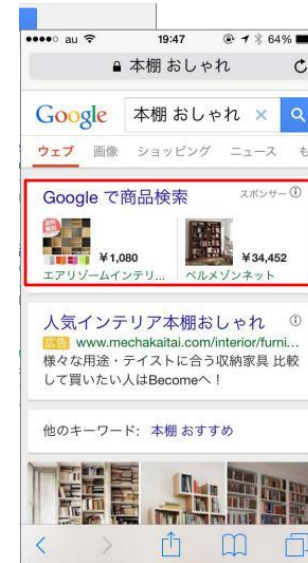 au 19:47 64%
本棚 おしゃれ
Google 本棚 おしゃれ ×
ウェブ 画像 ショッピング ニュース も
Google で商品検索 スポンサー
送料無料
¥1,080 ¥34,452
エアリゾームインテリ... ベルメゾンネット
人気インテリア本棚おしゃれ
広告 www.mechakaitai.com/interior/furni...
様々な用途・テイストに合う収納家具 比較
して買いたい人はBecomeへ！
他のキーワード: 本棚 おすすめ